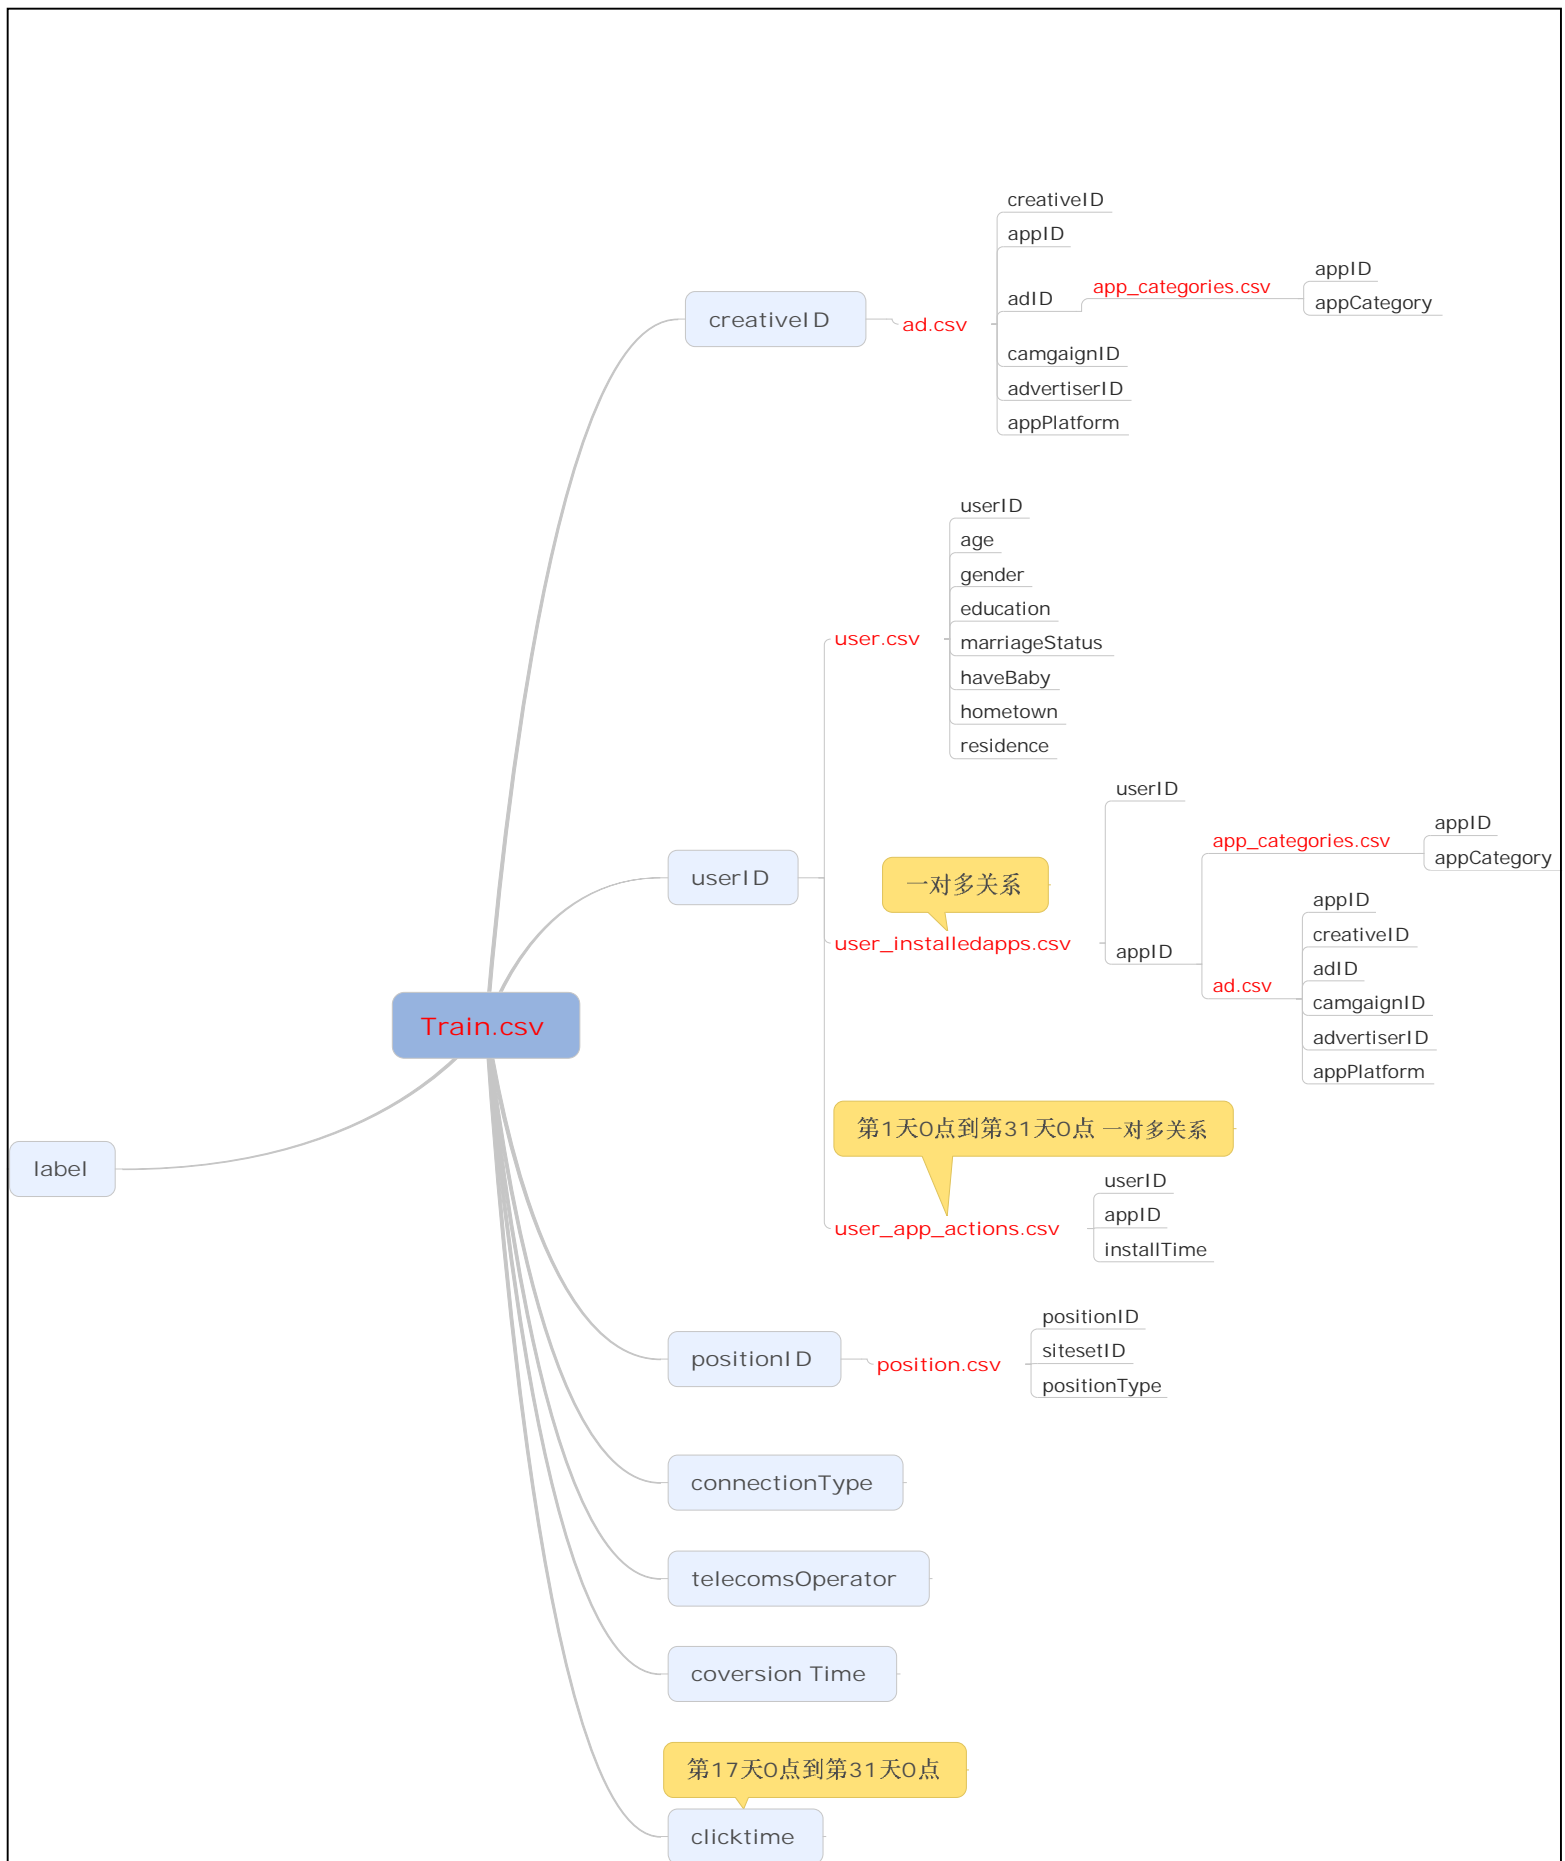 creativeID
appID
adID
app_categories.csv
appID
appCategory
creativeID
ad.csv
camgaignID
advertiserID
appPlatform
userID
age
gender
education
user.csv
marriageStatus
haveBaby
hometown
residence
userID
appID
app_categories.csv
appCategory
userID
一对多关系
appID
creativeID
user_installedapps.csv
appID
adID
ad.csv
camgaignID
advertiserID
appPlatform
Train.csv
第1天0点到第31天0点 一对多关系
label
userID
appID
user_app_actions.csv
installTime
positionID
sitesetID
positionID
position.csv
positionType
connectionType
telecomsOperator
coversion Time
第17天0点到第31天0点
clicktime